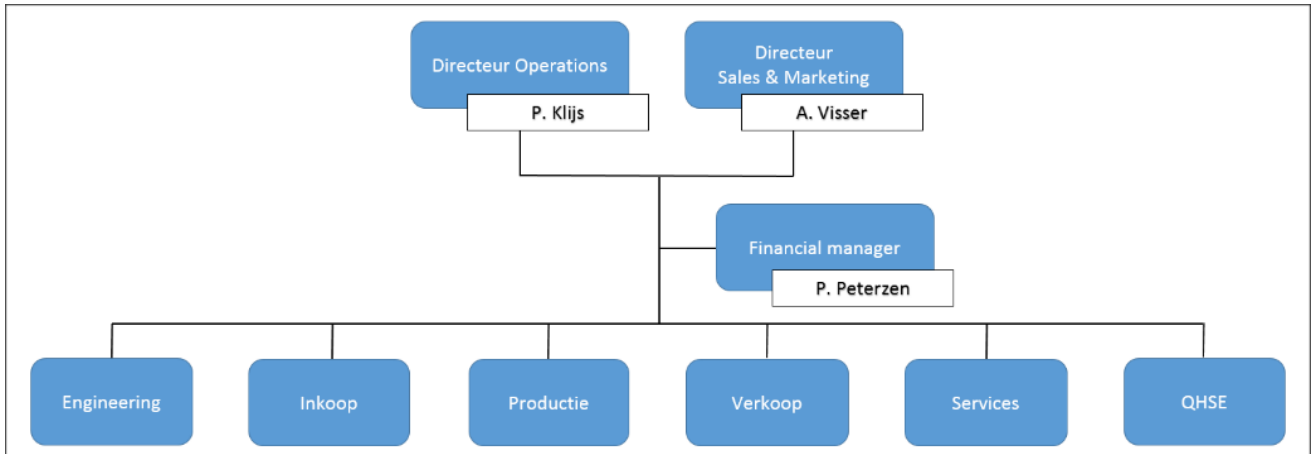 Directeur Operations
P. Klijs
Directeur
Sales & Marketing
A. Visser
Financial manager
P. Peterzen
Engineering
Inkoop
Productie
Verkoop
Services
QHSE